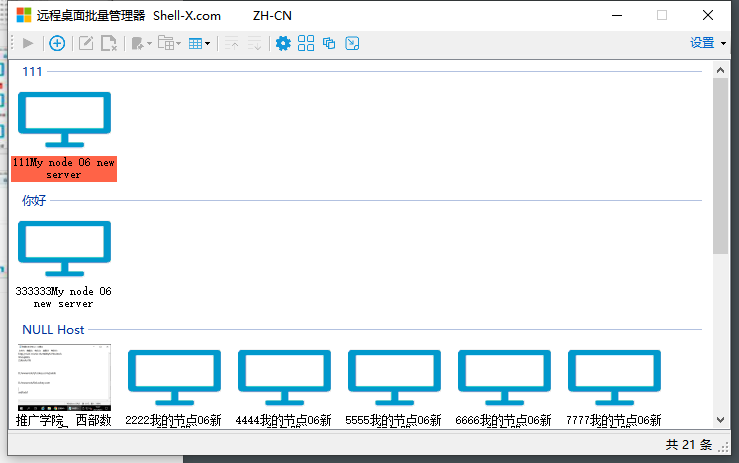 远程桌面批量管理器 Shell-X.com ZH-CN
设置
111
111My node 06 new
server
你好
333333My node 06
new server
NULL Host
推广学院_ 西部数
2222我的节点06新
4444我的节点06新
5555我的节点06新
6666我的节点06新
7777我的节点06新
共 21 条